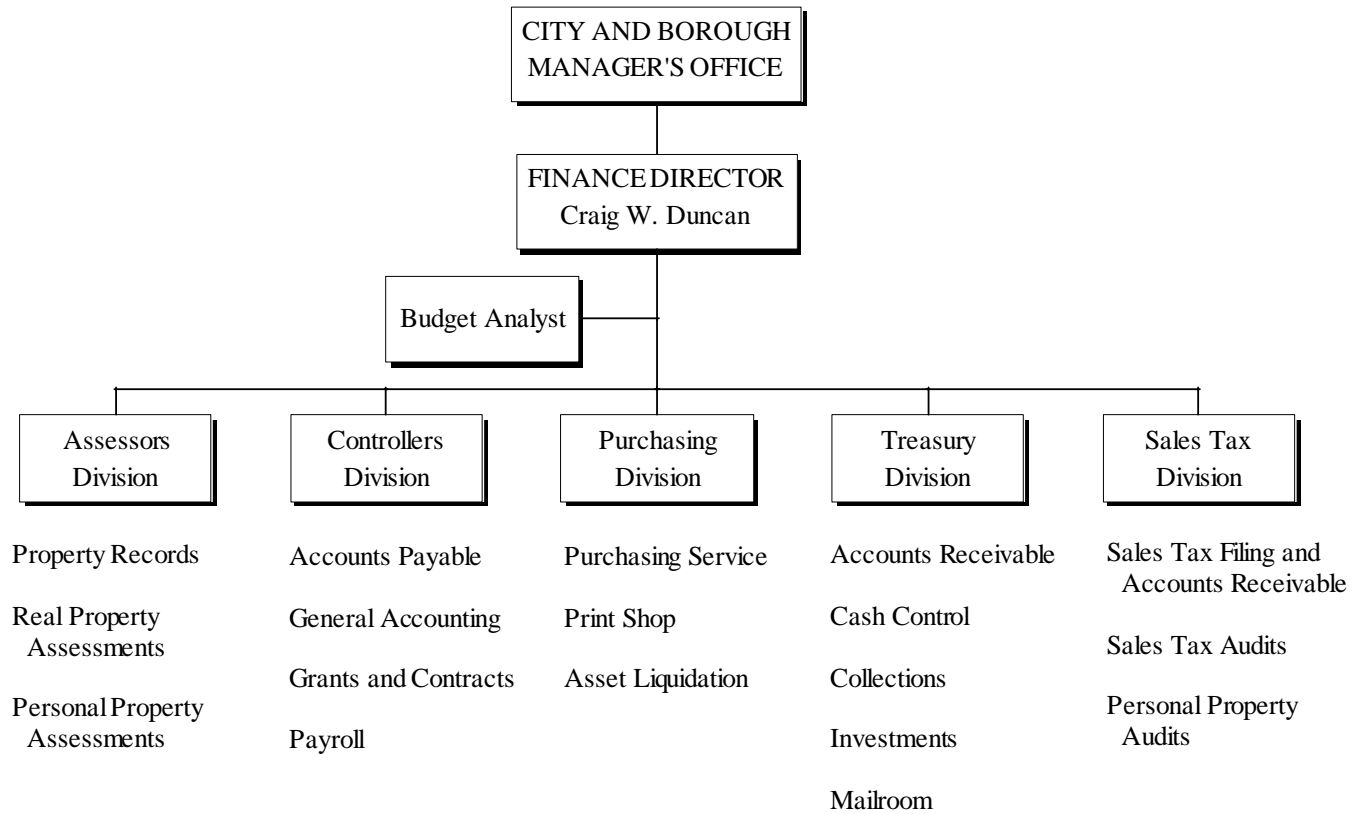 CITY AND BOROUGH
MANAGER'S OFFICE
FINANCE DIRECTOR
Craig W. Duncan
Budget Analyst
Assessors
Division
Controllers
Division
Purchasing
Division
Treasury
Division
Sales Tax
Division
Property Records
Real Property
Assessments
Personal Property
Assessments
Accounts Payable
General Accounting
Grants and Contracts
Payroll
Purchasing Service
Print Shop
Asset Liquidation
Accounts Receivable
Cash Control
Collections
Investments
Mailroom
Sales Tax Filing and
Accounts Receivable
Sales Tax Audits
Personal Property
Audits